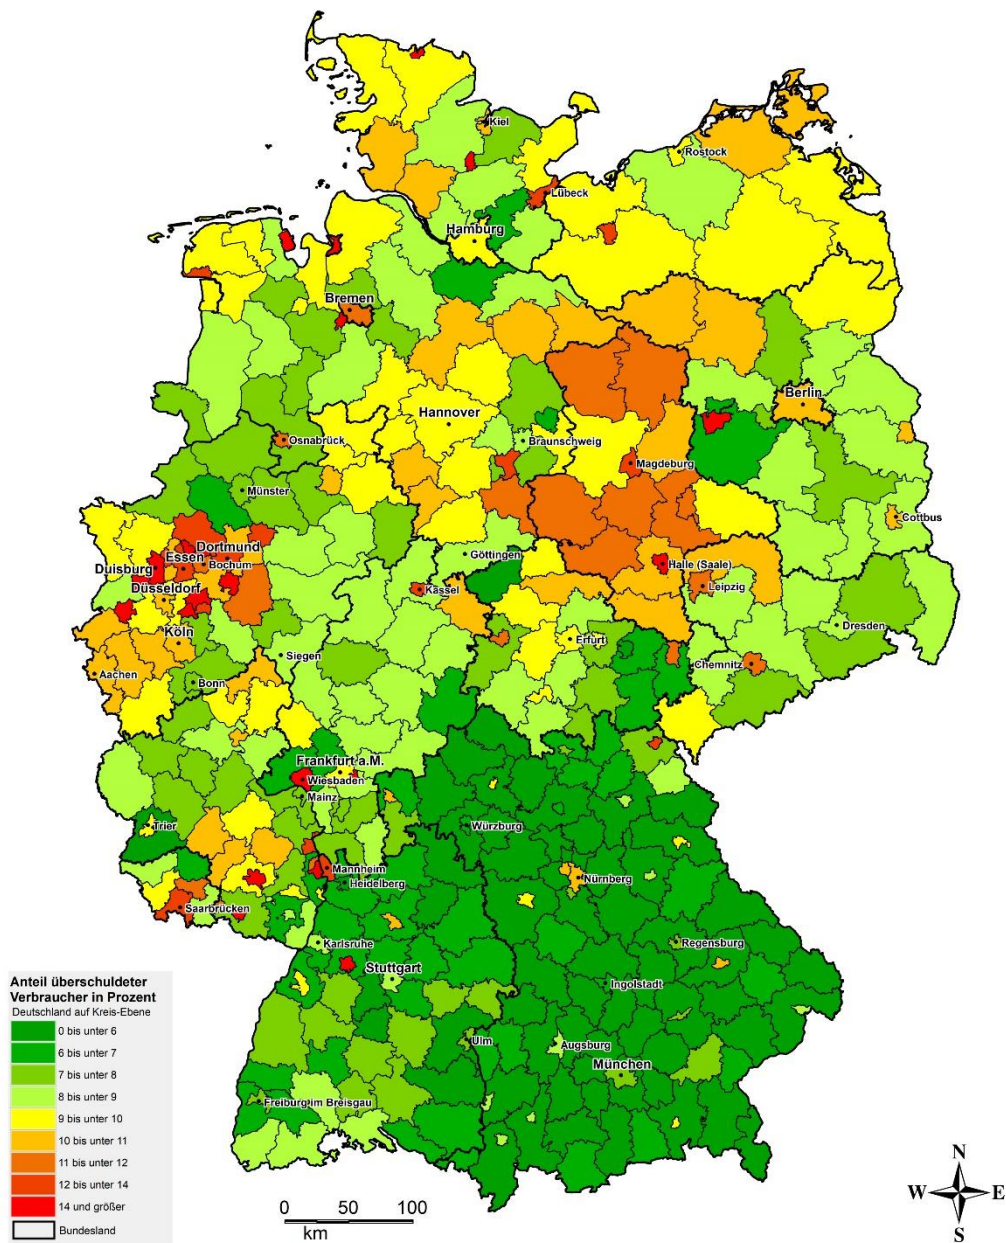 Kiel
Rostock
Lübeck
Hamburg
Bremen
Berlin
Hannover
Osnabrück
Braunschweig
Magdeburg
Münster
Cottbus
Dortmund
Essen
Bochum
Duisburg
Düsseldorf
Göttingen
Halle (Saale)
Leipzig
Kassel
Dresden
Köln
Erfurt
Siegen
Chemnitz
Aachen
Bonn
Frankfurt a.M.
Wiesbaden
Mainz
Trier
Würzburg
Mannheim
Heidelberg
Nürnberg
Saarbrücken
Karlsruhe
Regensburg
Stuttgart
Ingolstadt
Ulm
Augsburg
München
Freiburg im Breisgau
Anteil überschuldeter
Verbraucher in Prozent
Deutschland auf Kreis-Ebene
0 bis unter 6
6 bis unter 7
7 bis unter 8
8 bis unter 9
9 bis unter 10
10 bis unter 11
11 bis unter 12
12 bis unter 14
14 und größer
Bundesland
0 50 100
km
N
W E
S